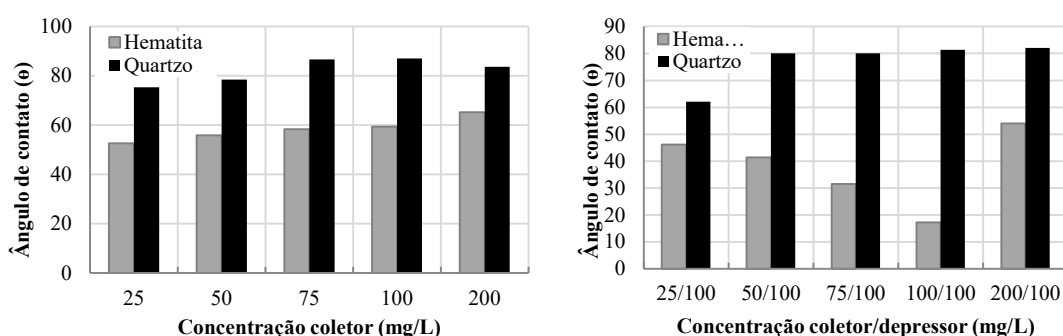 Ângulo de contato (o)
100
80
60
40
20
0
Hematita
Quartzo
25 50 75 100 200
Concentração coletor (mg/L)
Ângulo de contato (o)
90
80
70
60
50
40
30
20
10
0
Hema…
Quartzo
25/100 50/100 75/100 100/100 200/100
Concentração coletor/depressor (mg/L)